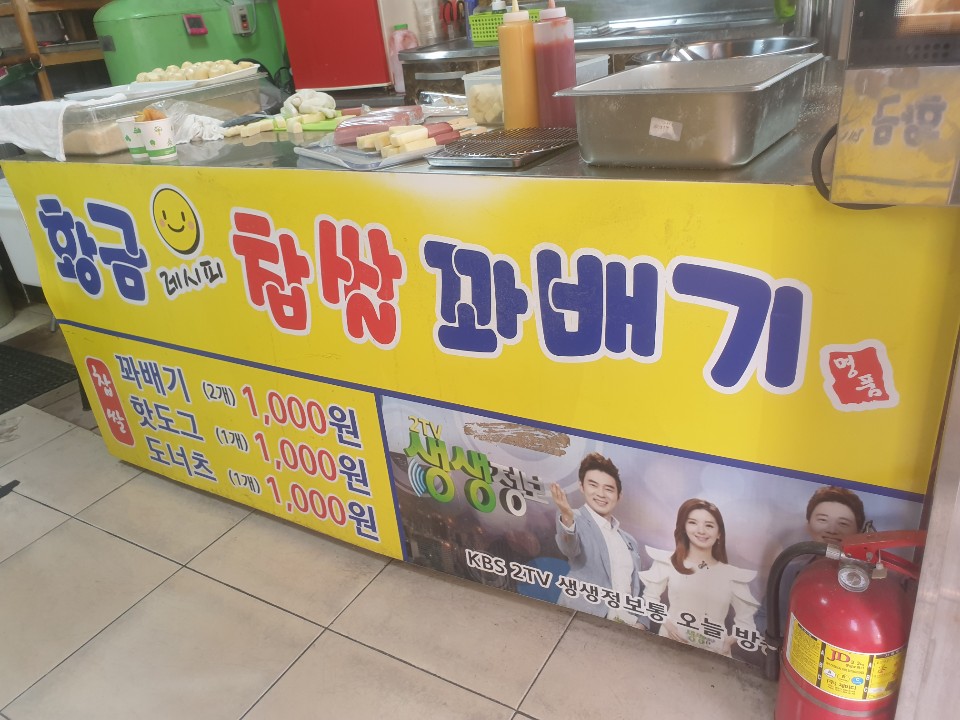 황금 레시피 찹쌀 꽈배기 명품
찹쌀
꽈배기 (2개) 1,000원
핫도그 (1개) 1,000원
도너츠 (1개) 1,000원
2TV
생생정보
KBS 2TV 생생정보통 오늘 방
황금
JD